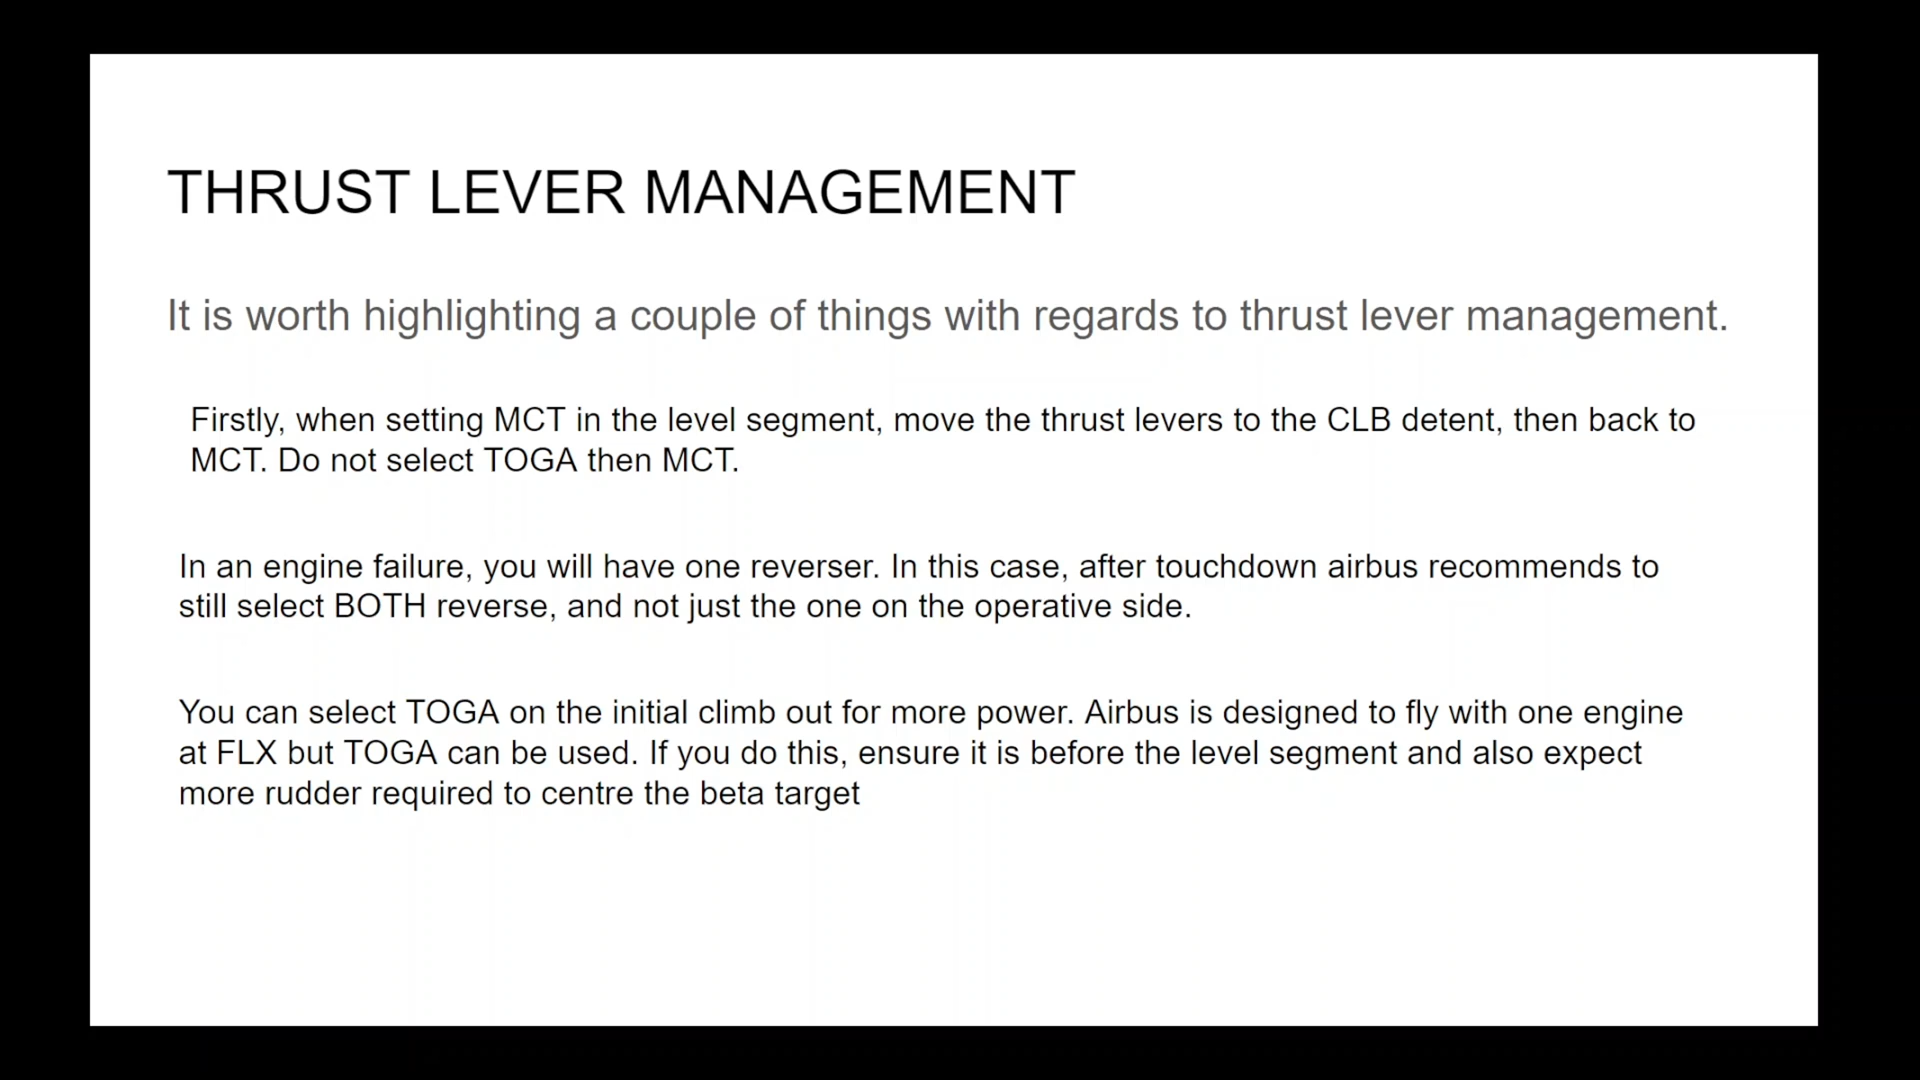 THRUST LEVER MANAGEMENT
It is worth highlighting a couple of things with regards to thrust lever management.
Firstly, when setting MCT in the level segment, move the thrust levers to the CLB detent, then back to
MCT. Do not select TOGA then MCT.
In an engine failure, you will have one reverser. In this case, after touchdown airbus recommends to
still select BOTH reverse, and not just the one on the operative side.
You can select TOGA on the initial climb out for more power. Airbus is designed to fly with one engine
at FLX but TOGA can be used. If you do this, ensure it is before the level segment and also expect
more rudder required to centre the beta target